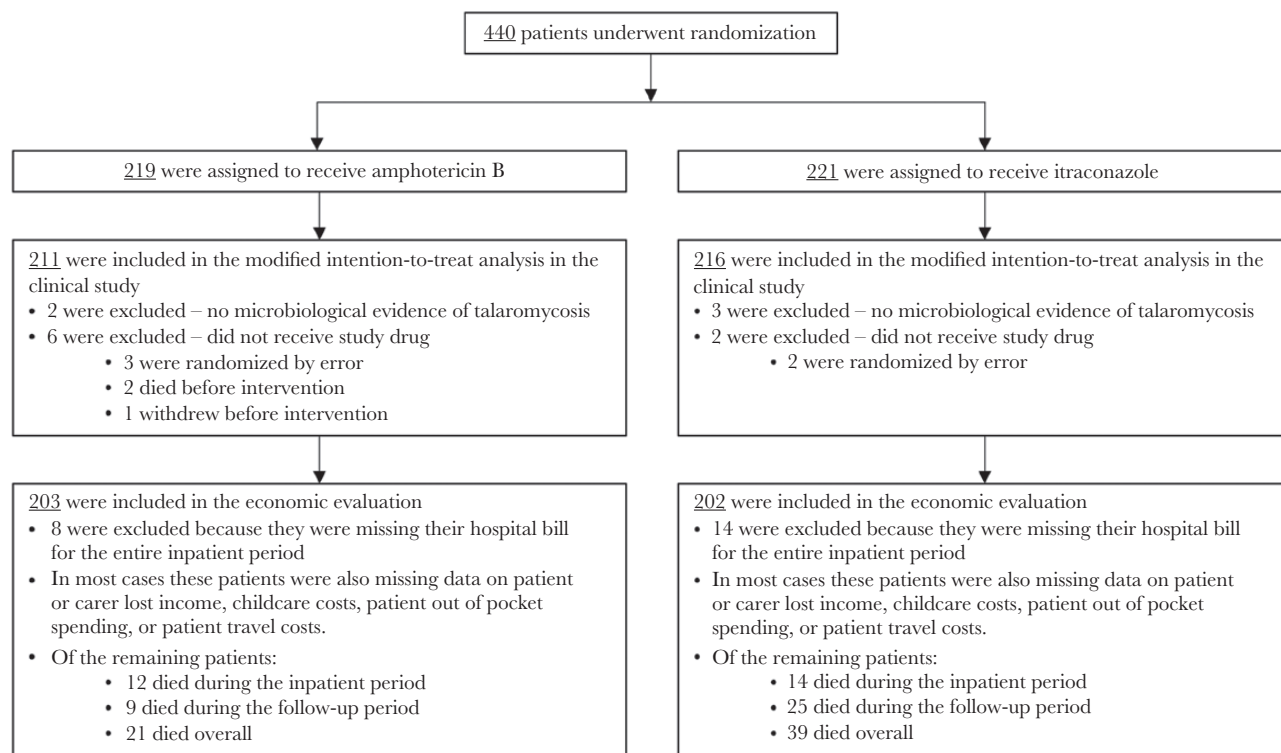 440 patients underwent randomization
219 were assigned to receive amphotericin B
221 were assigned to receive itraconazole
211 were included in the modified intention-to-treat analysis in the
clinical study
• 2 were excluded – no microbiological evidence of talaromycosis
• 6 were excluded – did not receive study drug
• 3 were randomized by error
• 2 died before intervention
• 1 withdrew before intervention
216 were included in the modified intention-to-treat analysis in the
clinical study
• 3 were excluded – no microbiological evidence of talaromycosis
• 2 were excluded – did not receive study drug
• 2 were randomized by error
203 were included in the economic evaluation
• 8 were excluded because they were missing their hospital bill
for the entire inpatient period
• In most cases these patients were also missing data on patient
or carer lost income, childcare costs, patient out of pocket
spending, or patient travel costs.
• Of the remaining patients:
• 12 died during the inpatient period
• 9 died during the follow-up period
• 21 died overall
202 were included in the economic evaluation
• 14 were excluded because they were missing their hospital bill
for the entire inpatient period
• In most cases these patients were also missing data on patient
or carer lost income, childcare costs, patient out of pocket
spending, or patient travel costs.
• Of the remaining patients:
• 14 died during the inpatient period
• 25 died during the follow-up period
• 39 died overall